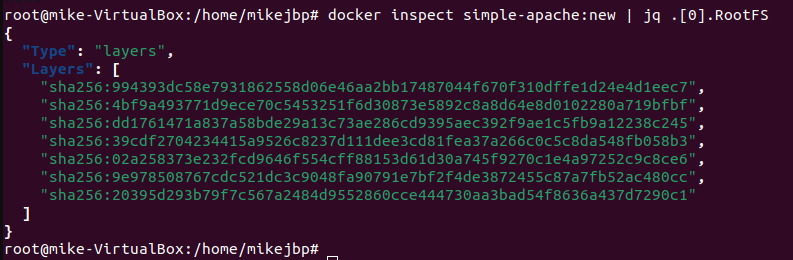 root@mike-VirtualBox:/home/mikejbp# docker inspect simple-apache:new | jq .[0].RootFS
{
  "Type": "layers",
  "Layers": [
    "sha256:994393dc58e7931862558d06e46aa2bb17487044f670f310dffe1d24e4d1eec7",
    "sha256:4bf9a493771d9ece70c5453251f6d30873e5892c8a8d64e8d0102280a719bfbf",
    "sha256:dd1761471a837a58bde29a13c73ae286cd9395aec392f9ae1c5fb9a12238c245",
    "sha256:39cdf2704234415a9526c8237d111dee3cd81fea37a266c0c5c8da548fb058b3",
    "sha256:02a258373e232fcd9646f554cff88153d61d30a745f9270c1e4a97252c9c8ce6",
    "sha256:9e978508767cdc521dc3c9048fa90791e7bf2f4de3872455c87a7fb52ac480cc",
    "sha256:20395d293b79f7c567a2484d9552860cce444730aa3bad54f8636a437d7290c1"
  ]
}
root@mike-VirtualBox:/home/mikejbp#